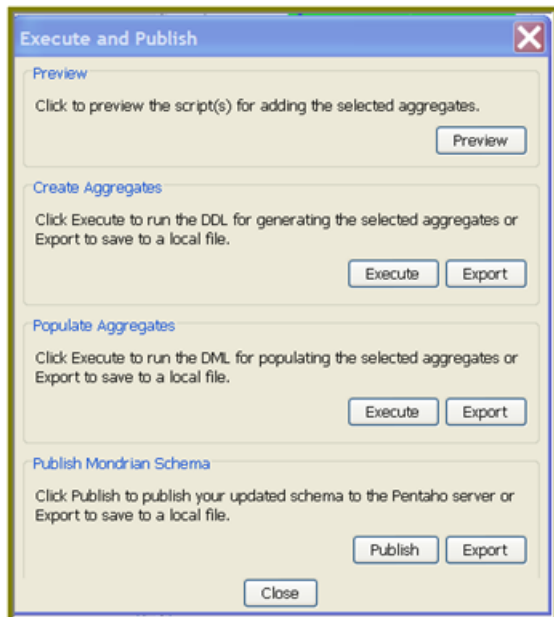 Execute and Publish
Preview
Click to preview the script(s) for adding the selected aggregates.
Preview
Create Aggregates
Click Execute to run the DDL for generating the selected aggregates or
Export to save to a local file.
Execute Export
Populate Aggregates
Click Execute to run the DML for populating the selected aggregates or
Export to save to a local file.
Execute Export
Publish Mondrian Schema
Click Publish to publish your updated schema to the Pentaho server or
Export to save to a local file.
Publish Export
Close